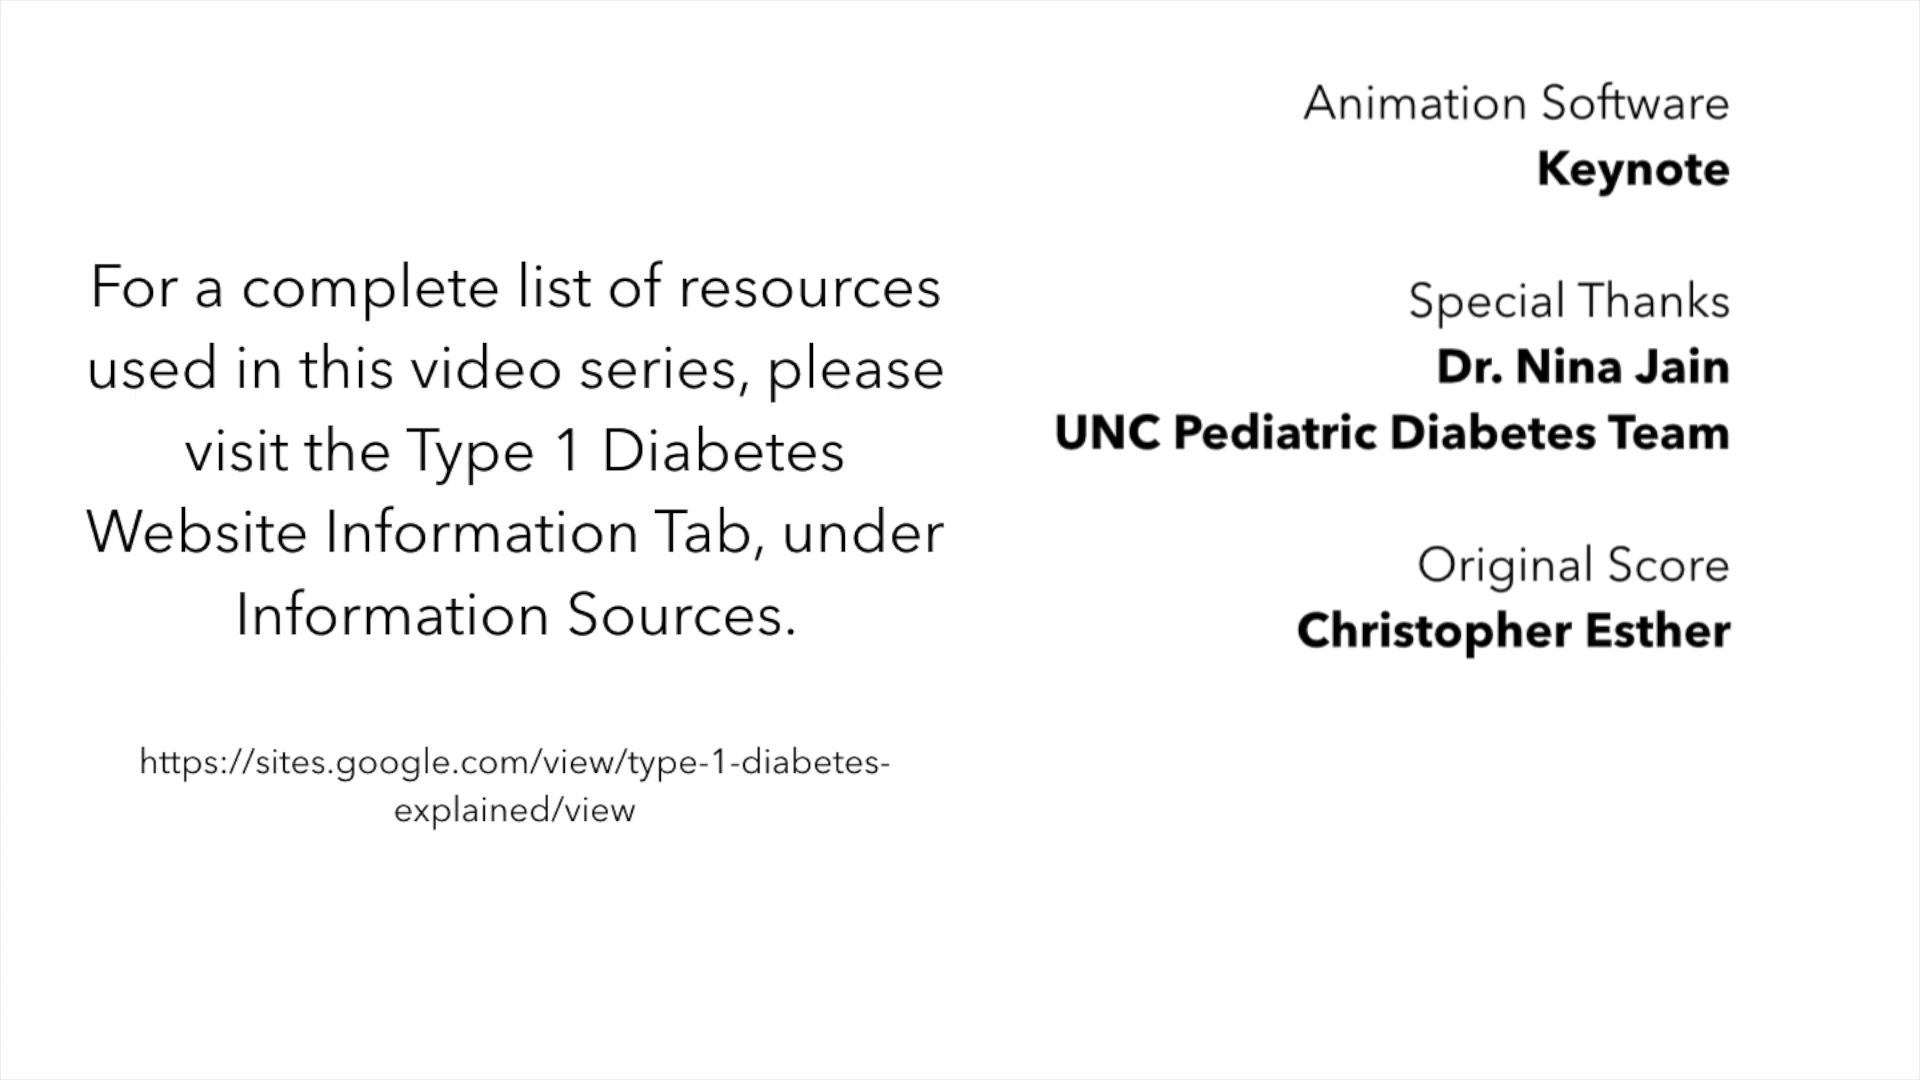 For a complete list of resources
used in this video series, please
visit the Type 1 Diabetes
Website Information Tab, under
Information Sources.
https://sites.google.com/view/type-1-diabetes-
explained/view
Animation Software
Keynote
Special Thanks
Dr. Nina Jain
UNC Pediatric Diabetes Team
Original Score
Christopher Esther